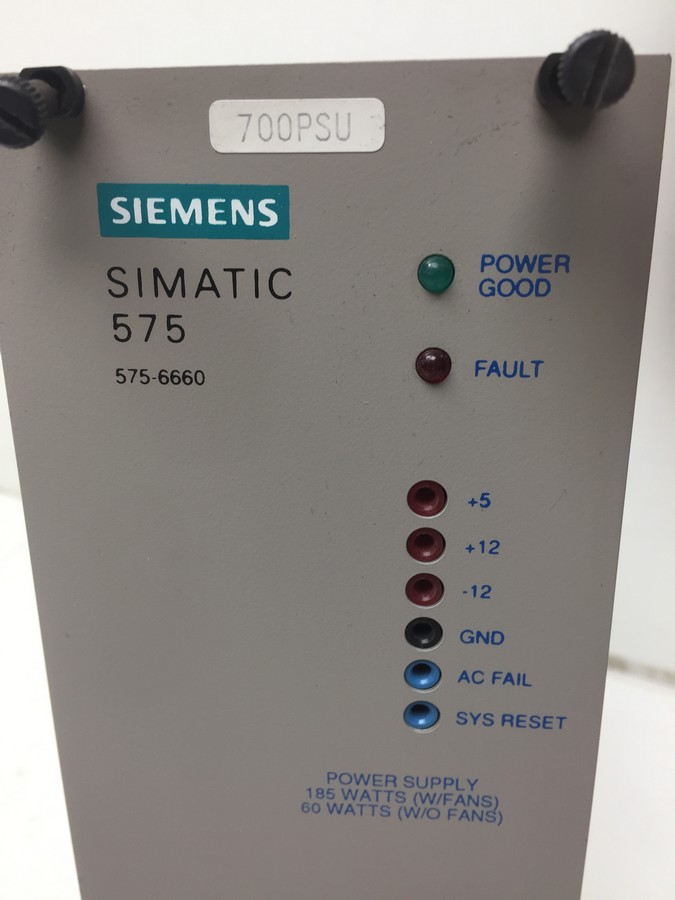 700PSU
SIEMENS
SIMATIC
575
575-6660
POWER
GOOD
FAULT
+5
+12
-12
GND
AC FAIL
SYS RESET
POWER SUPPLY
185 WATTS (W/FANS)
60 WATTS (W/O FANS)